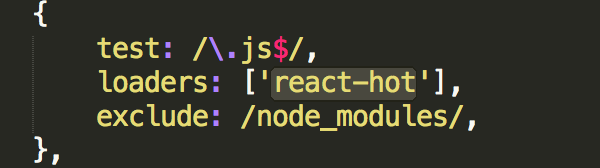 {
test: /\.js$/,
loaders: ['react-hot'],
exclude: /node_modules/,
},